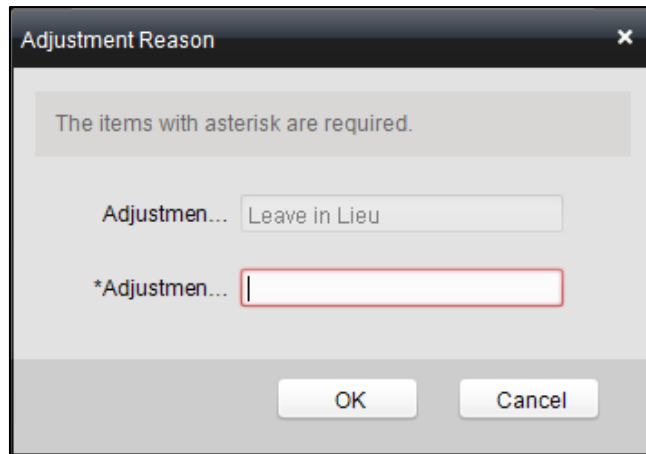 Adjustment Reason
The items with asterisk are required.
Adjustmen... Leave in Lieu
*Adjustmen...
OK Cancel